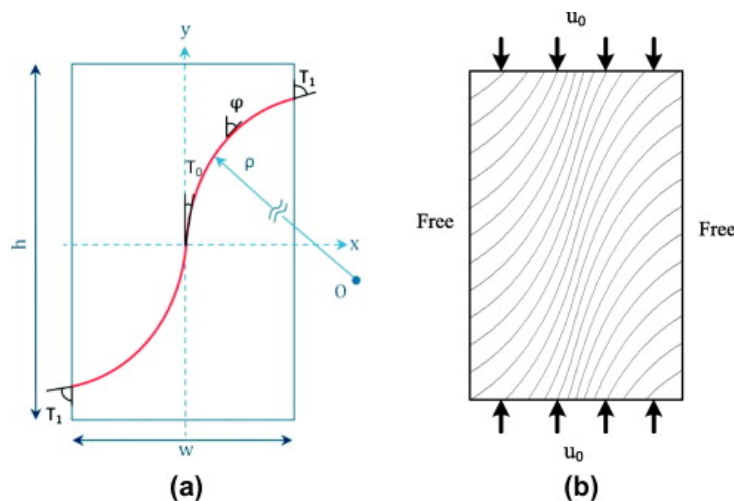 y
T₁
φ
T₀
ρ
x
O
h
T₁
w
(a)
u₀
Free
Free
u₀
(b)